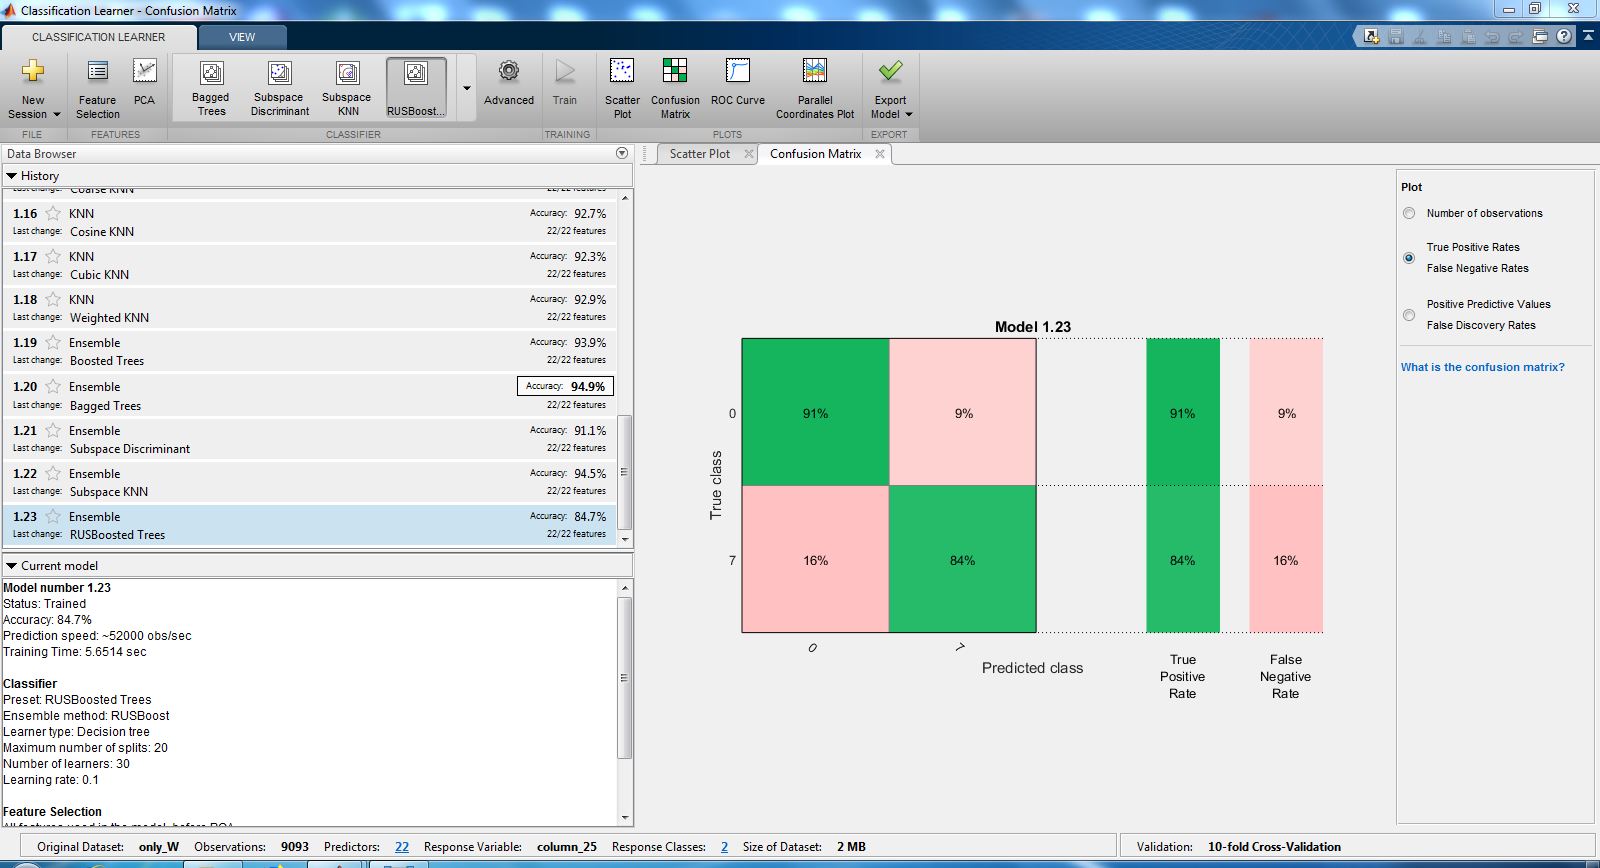 Classification Learner - Confusion Matrix
CLASSIFICATION LEARNER
VIEW
New
Session
Feature
Selection
PCA
Bagged
Trees
Subspace
Discriminant
Subspace
KNN
RUSBoost...
Advanced
Train
Scatter
Plot
Confusion
Matrix
ROC Curve
Parallel
Coordinates Plot
Export
Model
FILE
FEATURES
CLASSIFIER
TRAINING
PLOTS
EXPORT
Data Browser
History
Last change: Coarse KNN 22/22 features
1.16 KNN Accuracy: 92.7%
Last change: Cosine KNN 22/22 features
1.17 KNN Accuracy: 92.3%
Last change: Cubic KNN 22/22 features
1.18 KNN Accuracy: 92.9%
Last change: Weighted KNN 22/22 features
1.19 Ensemble Accuracy: 93.9%
Last change: Boosted Trees 22/22 features
1.20 Ensemble Accuracy: 94.9%
Last change: Bagged Trees 22/22 features
1.21 Ensemble Accuracy: 91.1%
Last change: Subspace Discriminant 22/22 features
1.22 Ensemble Accuracy: 94.5%
Last change: Subspace KNN 22/22 features
1.23 Ensemble Accuracy: 84.7%
Last change: RUSBoosted Trees 22/22 features
Current model
Model number 1.23
Status: Trained
Accuracy: 84.7%
Prediction speed: ~52000 obs/sec
Training Time: 5.6514 sec
Classifier
Preset: RUSBoosted Trees
Ensemble method: RUSBoost
Learner type: Decision tree
Maximum number of splits: 20
Number of learners: 30
Learning rate: 0.1
Feature Selection
All features used in the model, before PCA
Scatter Plot
Confusion Matrix
Model 1.23
True class
0
91%
9%
91%
9%
7
16%
84%
84%
16%
0
7
Predicted class
True
Positive
Rate
False
Negative
Rate
Plot
Number of observations
True Positive Rates
False Negative Rates
Positive Predictive Values
False Discovery Rates
What is the confusion matrix?
Original Dataset: only_W Observations: 9093 Predictors: 22 Response Variable: column_25 Response Classes: 2 Size of Dataset: 2 MB
Validation: 10-fold Cross-Validation